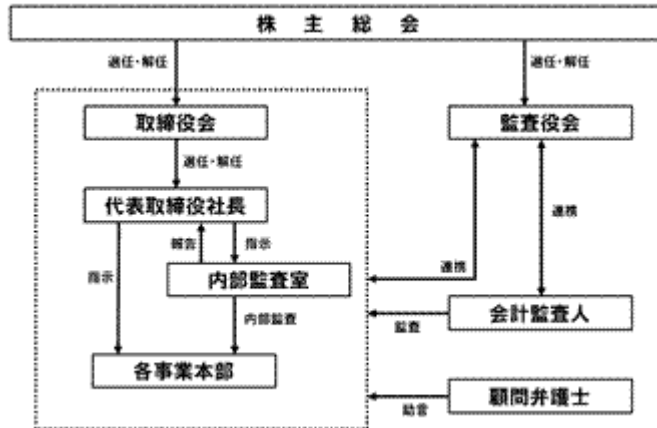 株主総会
選任・解任
選任・解任
取締役会
監査役会
選任・解任
代表取締役社長
連携
報告
指示
指示
内部監査室
連携
内部監査
会計監査人
監査
各事業本部
顧問弁護士
助言